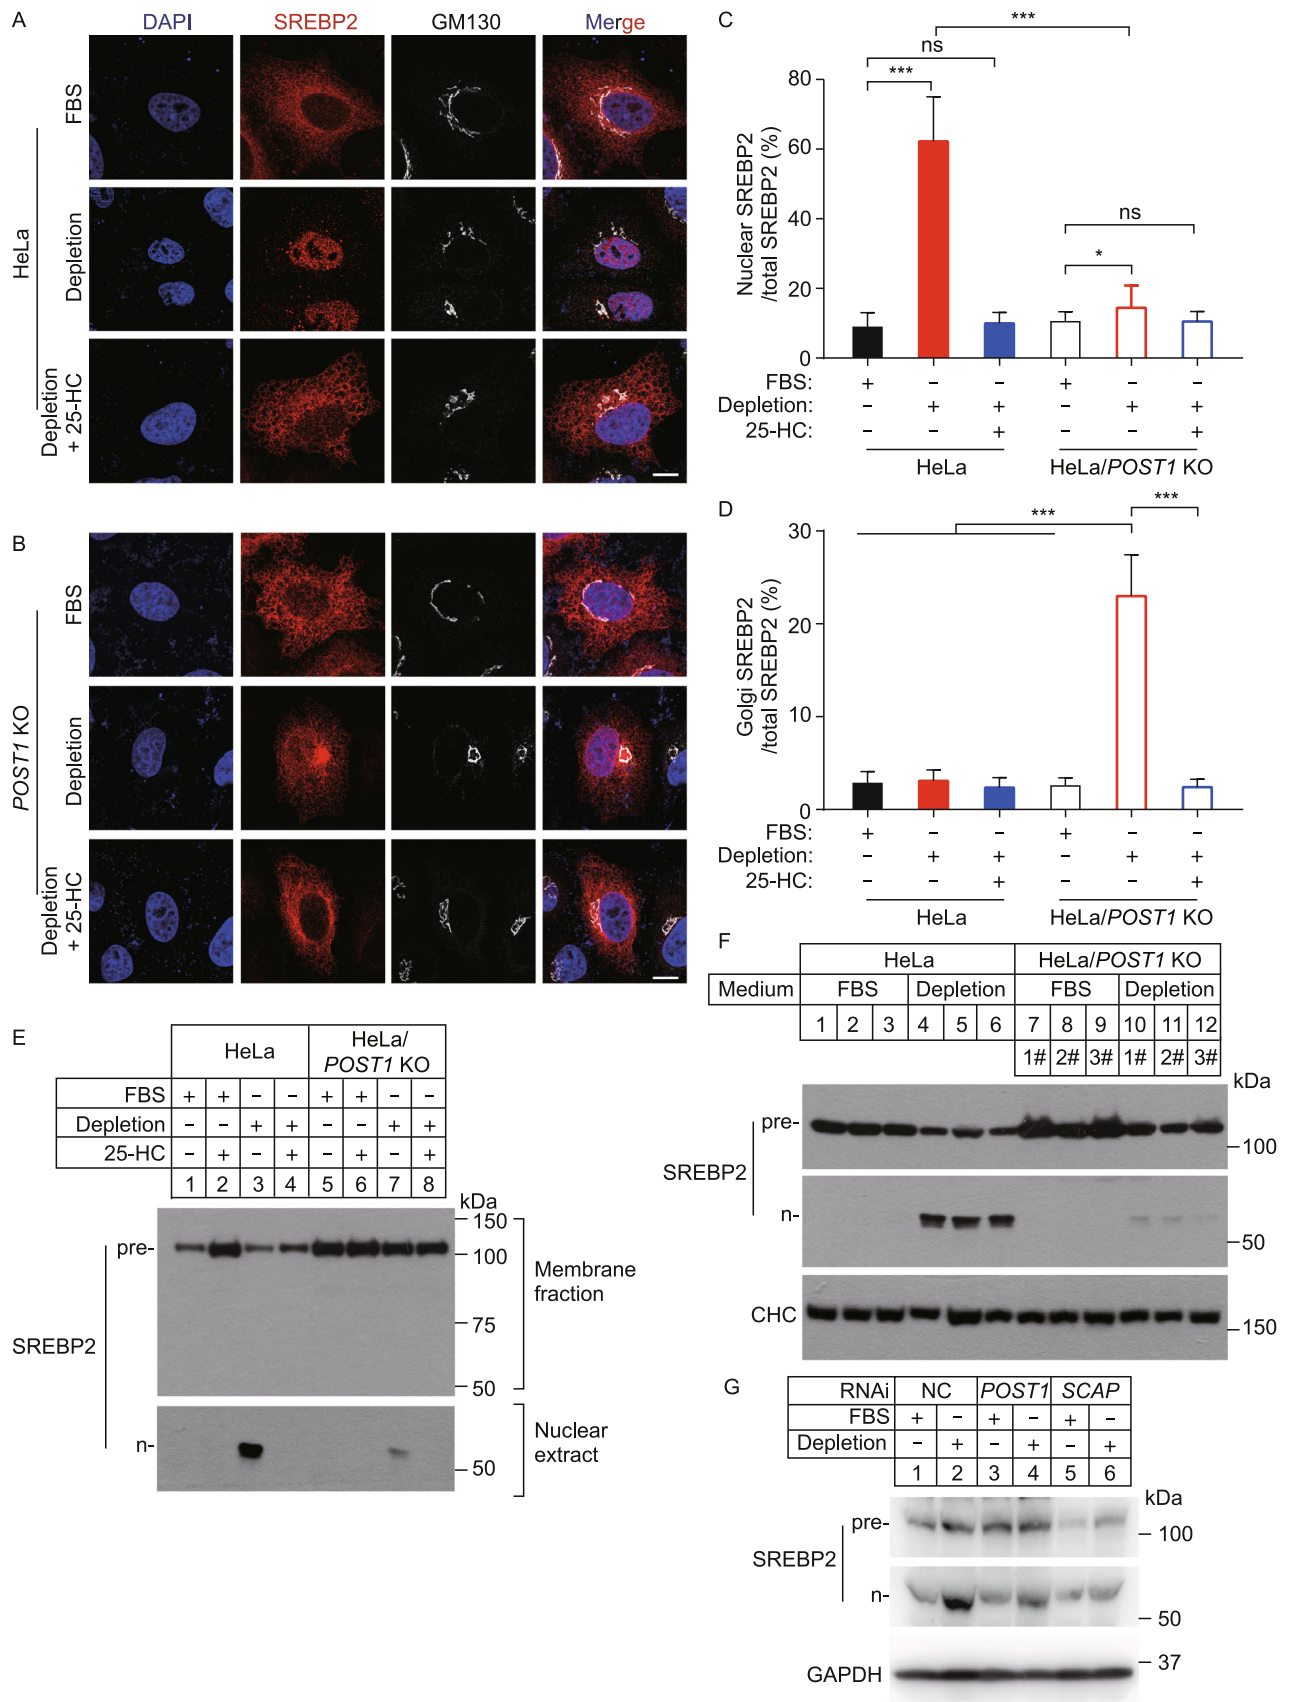 A
DAPI SREBP2 GM130 Merge
HeLa
FBS
Depletion
Depletion
+ 25-HC
B
POST1 KO
FBS
Depletion
Depletion
+ 25-HC
C
Nuclear SREBP2
/total SREBP2 (%)
80
60
40
20
0
***
ns
***
***
ns
*
FBS: + – – + – –
Depletion: – + + – + +
25-HC: – – + – – +
HeLa HeLa/POST1 KO
D
Golgi SREBP2
/total SREBP2 (%)
30
20
10
0
*** ***
FBS: + – – + – –
Depletion: – + + – + +
25-HC: – – + – – +
HeLa HeLa/POST1 KO
E
HeLa HeLa/
POST1 KO
FBS + + – – + + – –
Depletion – – + + – – + +
25-HC – + – + – + – +
1 2 3 4 5 6 7 8
kDa
150
pre-
100
75
50
Membrane
fraction
SREBP2
n-
50
Nuclear
extract
F
HeLa HeLa/POST1 KO
Medium FBS Depletion FBS Depletion
1 2 3 4 5 6 7 8 9 10 11 12
1# 2# 3# 1# 2# 3#
kDa
pre-
100
SREBP2
n-
50
CHC
150
G
RNAi NC POST1 SCAP
FBS + – + – + –
Depletion – + – + – +
1 2 3 4 5 6
kDa
pre-
100
SREBP2
n-
50
37
GAPDH